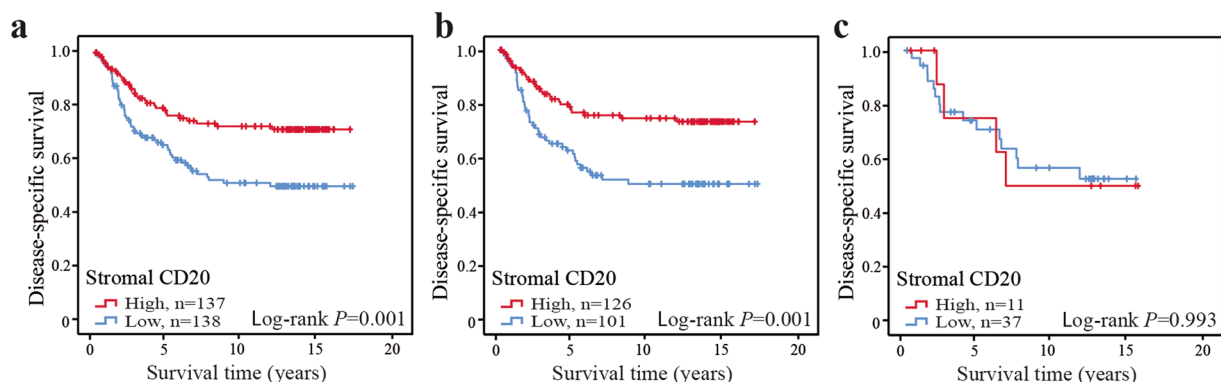 a
Disease-specific survival
1.0
0.8
0.6
0.4
0.2
0
Stromal CD20
High, n=137
Low, n=138
Log-rank P=0.001
0 5 10 15 20
Survival time (years)
b
Disease-specific survival
1.0
0.8
0.6
0.4
0.2
0
Stromal CD20
High, n=126
Low, n=101
Log-rank P=0.001
0 5 10 15 20
Survival time (years)
c
Disease-specific survival
1.0
0.8
0.6
0.4
0.2
0
Stromal CD20
High, n=11
Low, n=37
Log-rank P=0.993
0 5 10 15 20
Survival time (years)